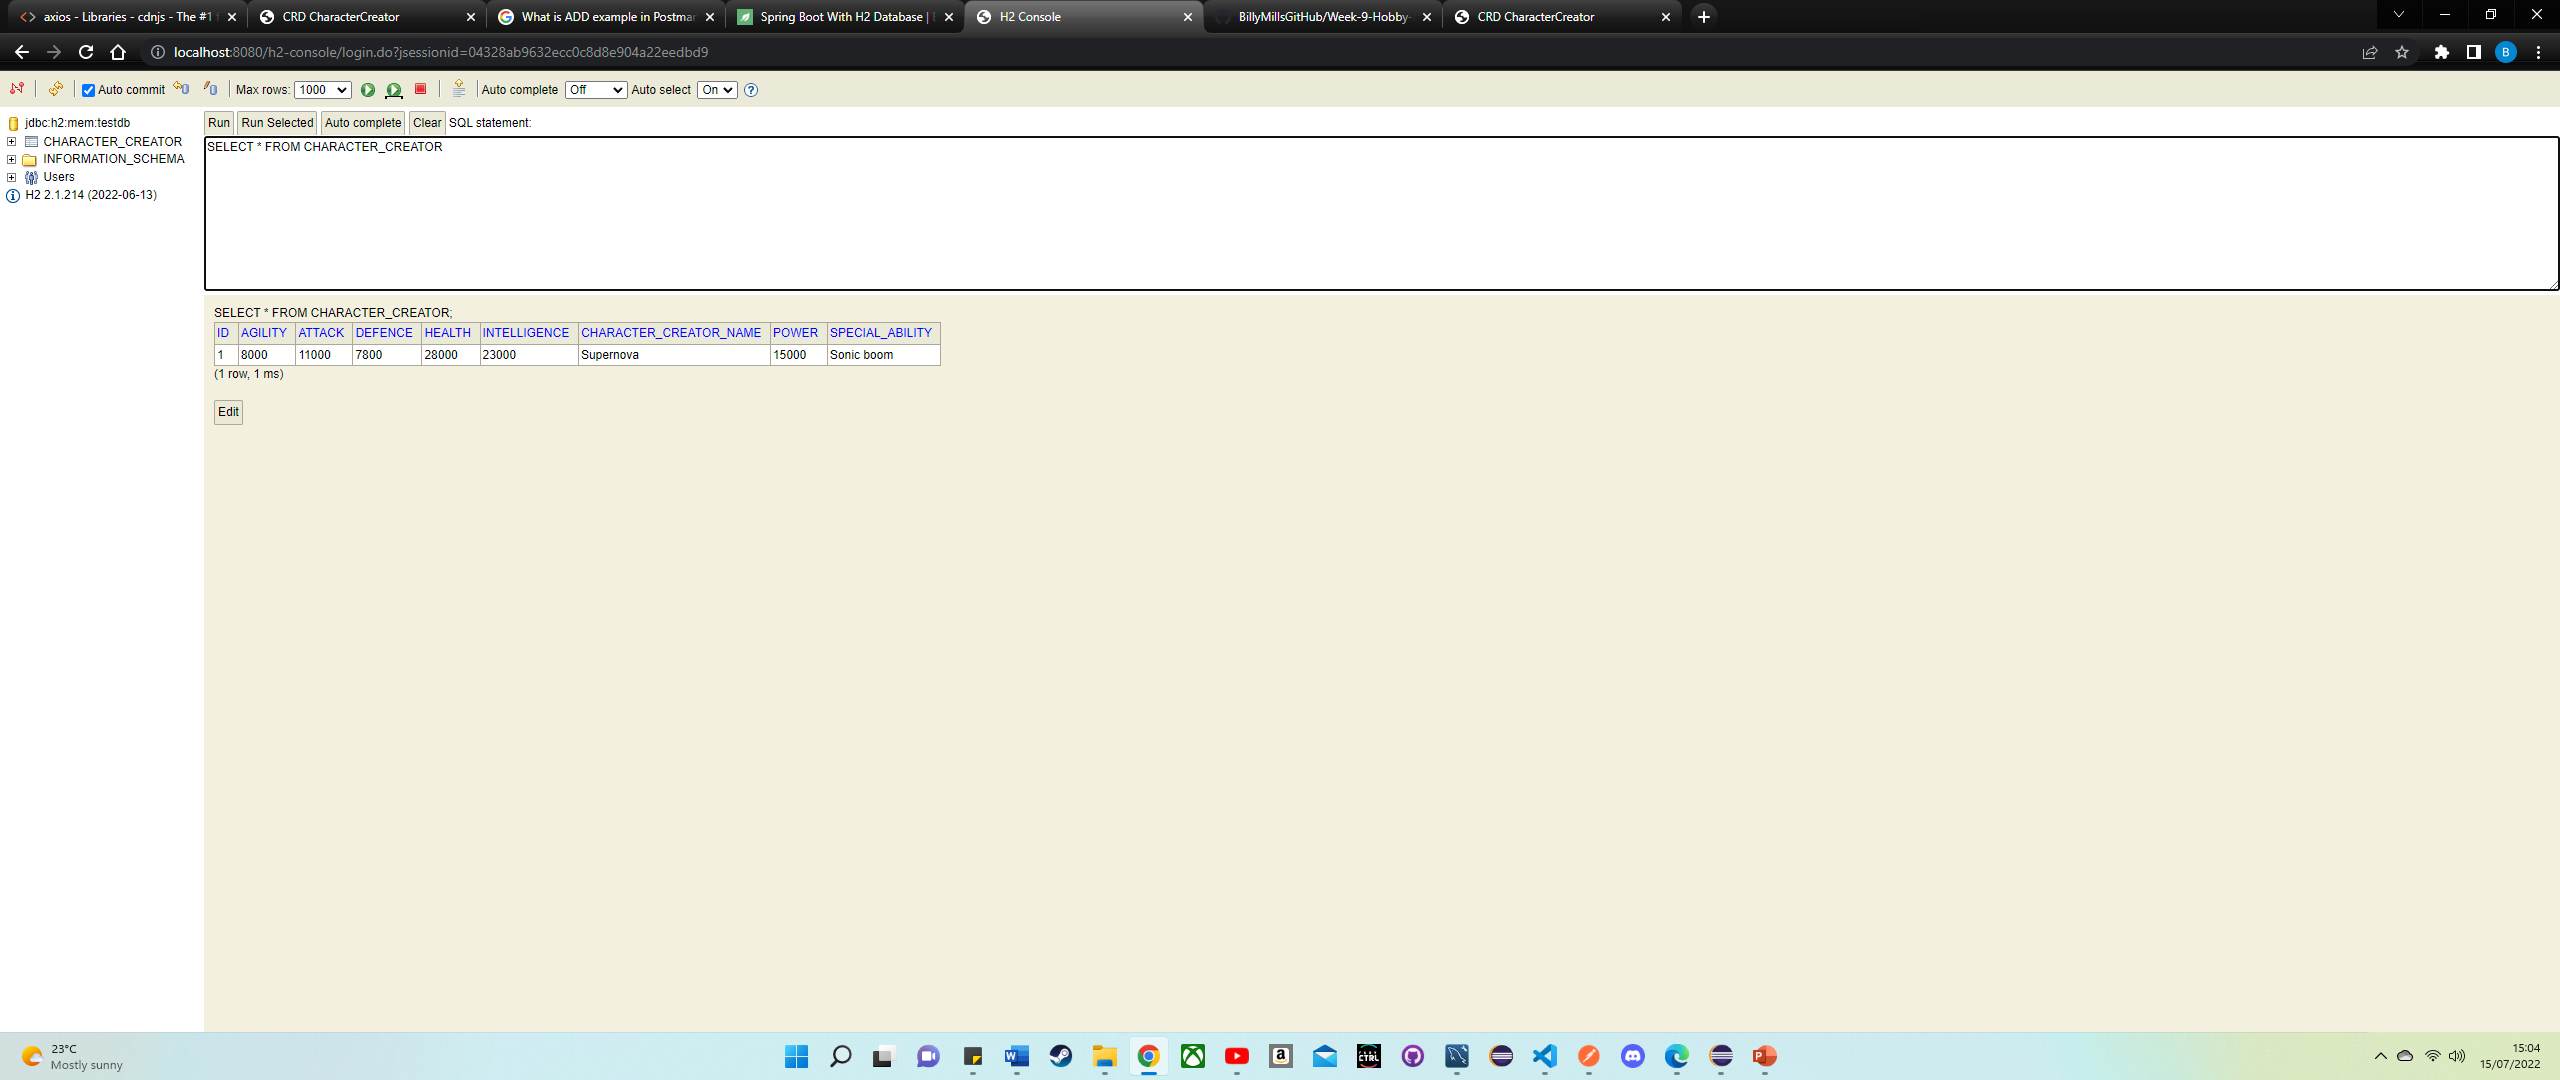 axios - Libraries - cdnjs - The #1 f
CRD CharacterCreator
What is ADD example in Postman
Spring Boot With H2 Database |
H2 Console
BillyMillsGitHub/Week-9-Hobby-
CRD CharacterCreator
localhost:8080/h2-console/login.do?jsessionid=04328ab9632ecc0c8d8e904a22eedbd9
B
Auto commit
Max rows: 1000
Auto complete Off
Auto select On
jdbc:h2:mem:testdb
CHARACTER_CREATOR
INFORMATION_SCHEMA
Users
H2 2.1.214 (2022-06-13)
Run Run Selected Auto complete Clear SQL statement:
SELECT * FROM CHARACTER_CREATOR
SELECT * FROM CHARACTER_CREATOR;
ID AGILITY ATTACK DEFENCE HEALTH INTELLIGENCE CHARACTER_CREATOR_NAME POWER SPECIAL_ABILITY
1 8000 11000 7800 28000 23000 Supernova 15000 Sonic boom
(1 row, 1 ms)
Edit
23°C
Mostly sunny
15:04
15/07/2022